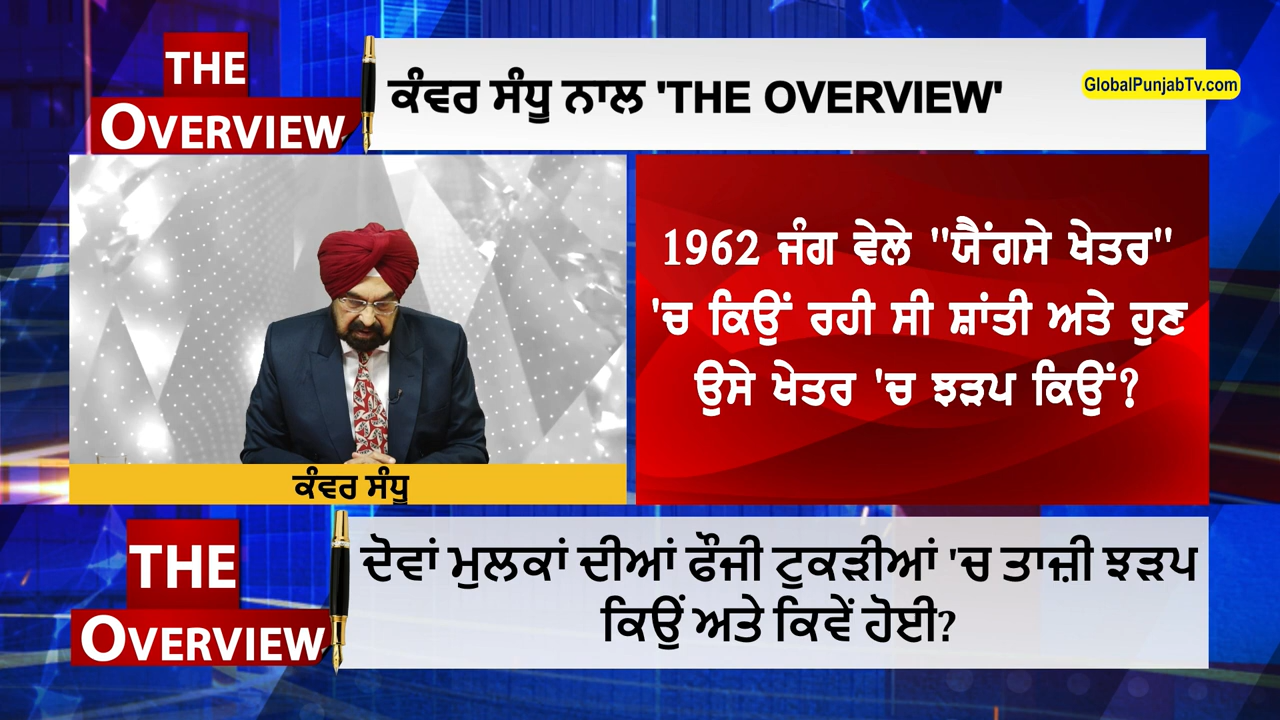 THE
OVERVIEW
ਕੰਵਰ ਸੰਧੂ ਨਾਲ 'THE OVERVIEW'
GlobalPunjabTv.com
1962 ਜੰਗ ਵੇਲੇ "ਯੈਂਗਸੇ ਖੇਤਰ"
'ਚ ਕਿਉਂ ਰਹੀ ਸੀ ਸ਼ਾਂਤੀ ਅਤੇ ਹੁਣ
ਉਸੇ ਖੇਤਰ 'ਚ ਝੜਪ ਕਿਉਂ?
ਕੰਵਰ ਸੰਧੂ
THE
OVERVIEW
ਦੋਵਾਂ ਮੁਲਕਾਂ ਦੀਆਂ ਫੌਜੀ ਟੁਕੜੀਆਂ 'ਚ ਤਾਜ਼ੀ ਝੜਪ
ਕਿਉਂ ਅਤੇ ਕਿਵੇਂ ਹੋਈ?